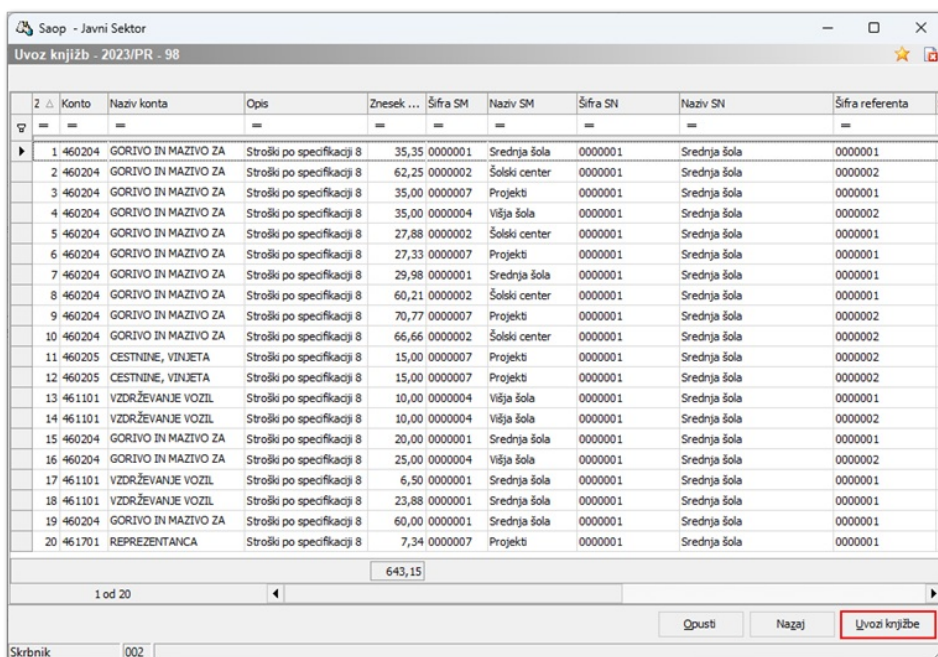 Saop - Javni Sektor
Uvoz knjižb - 2023/PR - 98
Z Konto Naziv konta Opis Znesek ... Šifra SM Naziv SM Šifra SN Naziv SN Šifra referenta
= = = = = = = = = =
1 460204 GORIVO IN MAZIVO ZA Stroški po specifikaciji 8 35,35 0000001 Srednja šola 0000001 Srednja šola 0000001
2 460204 GORIVO IN MAZIVO ZA Stroški po specifikaciji 8 62,25 0000002 Šolski center 0000001 Srednja šola 0000002
3 460204 GORIVO IN MAZIVO ZA Stroški po specifikaciji 8 35,00 0000007 Projekti 0000001 Srednja šola 0000001
4 460204 GORIVO IN MAZIVO ZA Stroški po specifikaciji 8 35,00 0000004 Višja šola 0000001 Srednja šola 0000002
5 460204 GORIVO IN MAZIVO ZA Stroški po specifikaciji 8 27,88 0000002 Šolski center 0000001 Srednja šola 0000001
6 460204 GORIVO IN MAZIVO ZA Stroški po specifikaciji 8 27,33 0000007 Projekti 0000001 Srednja šola 0000001
7 460204 GORIVO IN MAZIVO ZA Stroški po specifikaciji 8 29,98 0000001 Srednja šola 0000001 Srednja šola 0000001
8 460204 GORIVO IN MAZIVO ZA Stroški po specifikaciji 8 60,21 0000002 Šolski center 0000001 Srednja šola 0000001
9 460204 GORIVO IN MAZIVO ZA Stroški po specifikaciji 8 70,77 0000007 Projekti 0000001 Srednja šola 0000002
10 460204 GORIVO IN MAZIVO ZA Stroški po specifikaciji 8 66,66 0000002 Šolski center 0000001 Srednja šola 0000002
11 460205 CESTNINE, VINJETA Stroški po specifikaciji 8 15,00 0000007 Projekti 0000001 Srednja šola 0000002
12 460205 CESTNINE, VINJETA Stroški po specifikaciji 8 15,00 0000007 Projekti 0000001 Srednja šola 0000002
13 461101 VZDRŽEVANJE VOZIL Stroški po specifikaciji 8 10,00 0000004 Višja šola 0000001 Srednja šola 0000001
14 461101 VZDRŽEVANJE VOZIL Stroški po specifikaciji 8 10,00 0000004 Višja šola 0000001 Srednja šola 0000002
15 460204 GORIVO IN MAZIVO ZA Stroški po specifikaciji 8 20,00 0000001 Srednja šola 0000001 Srednja šola 0000001
16 460204 GORIVO IN MAZIVO ZA Stroški po specifikaciji 8 25,00 0000004 Višja šola 0000001 Srednja šola 0000002
17 461101 VZDRŽEVANJE VOZIL Stroški po specifikaciji 8 6,50 0000001 Srednja šola 0000001 Srednja šola 0000001
18 461101 VZDRŽEVANJE VOZIL Stroški po specifikaciji 8 23,88 0000001 Srednja šola 0000001 Srednja šola 0000001
19 460204 GORIVO IN MAZIVO ZA Stroški po specifikaciji 8 60,00 0000001 Srednja šola 0000001 Srednja šola 0000001
20 461701 REPREZENTANCA Stroški po specifikaciji 8 7,34 0000007 Projekti 0000001 Srednja šola 0000001
643,15
1 od 20
Opusti Nazaj Uvozi knjižbe
Skrbnik 002